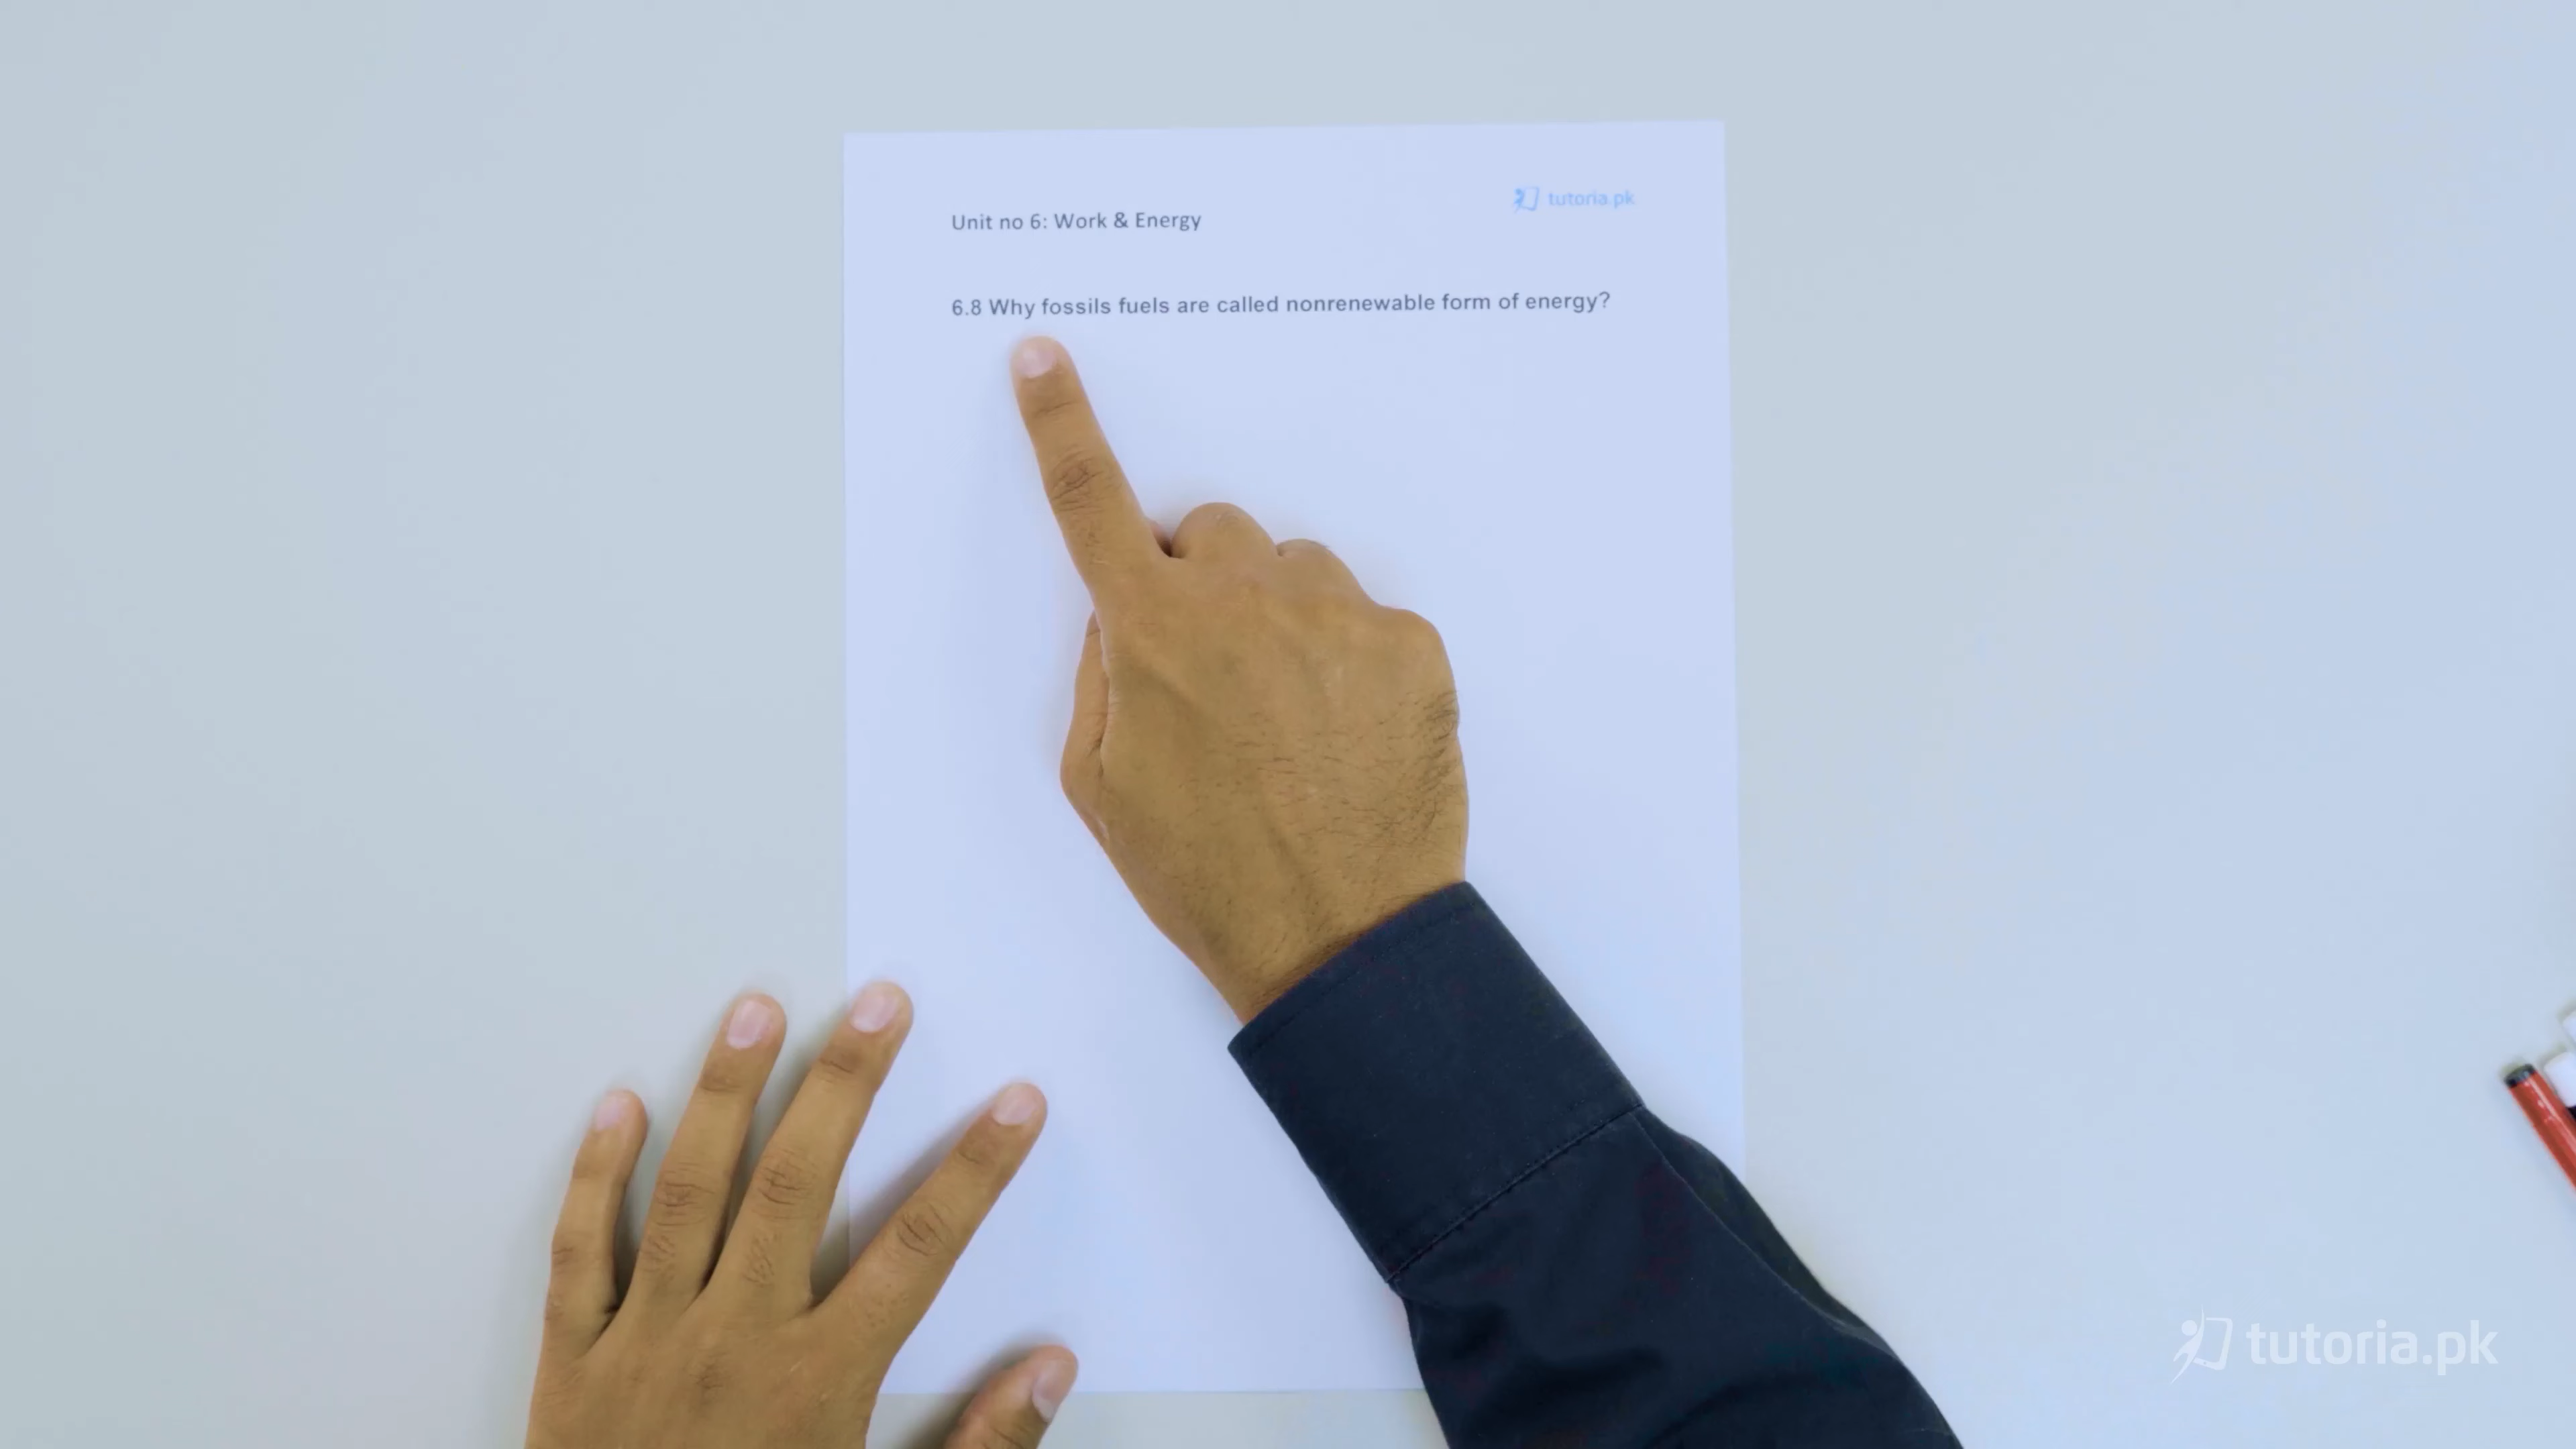 Unit no 6: Work & Energy
tutoria.pk
6.8 Why fossils fuels are called nonrenewable form of energy?
tutoria.pk